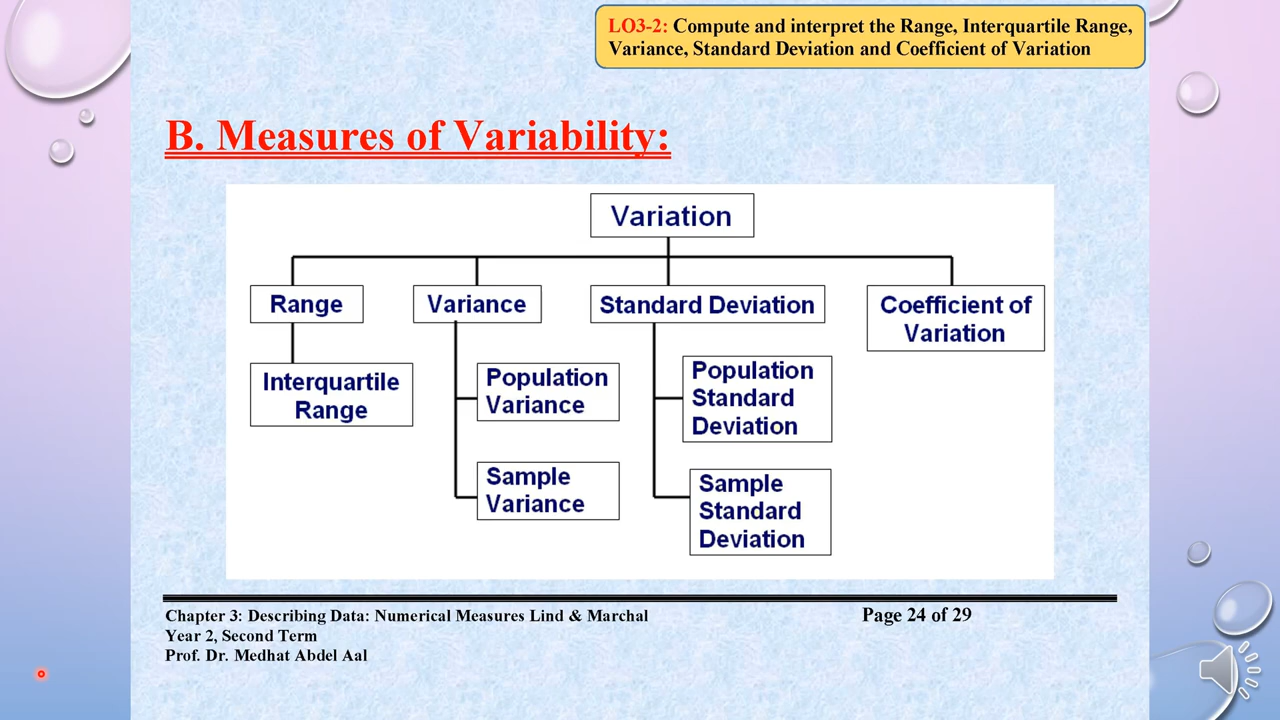 LO3-2: Compute and interpret the Range, Interquartile Range,
Variance, Standard Deviation and Coefficient of Variation
B. Measures of Variability:
Variation
Range
Variance
Standard Deviation
Coefficient of
Variation
Interquartile
Range
Population
Variance
Population
Standard
Deviation
Sample
Variance
Sample
Standard
Deviation
Chapter 3: Describing Data: Numerical Measures Lind & Marchal
Page 24 of 29
Year 2, Second Term
Prof. Dr. Medhat Abdel Aal